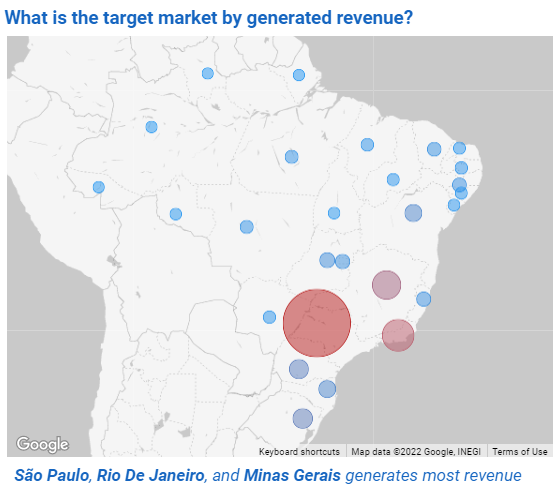 What is the target market by generated revenue?
Google
Keyboard shortcuts
Map data ©2022 Google, INEGI
Terms of Use
São Paulo, Rio De Janeiro, and Minas Gerais generates most revenue